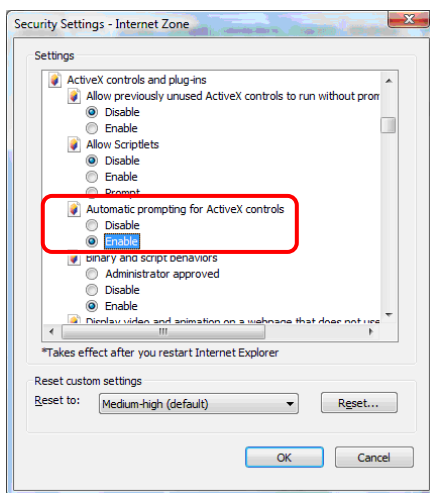 Security Settings - Internet Zone
Settings
ActiveX controls and plug-ins
Allow previously unused ActiveX controls to run without prom
Disable
Enable
Allow Scriptlets
Disable
Enable
Prompt
Automatic prompting for ActiveX controls
Disable
Enable
Binary and script behaviors
Administrator approved
Disable
Enable
Display video and animation on a webpage that does not use
*Takes effect after you restart Internet Explorer
Reset custom settings
Reset to: Medium-high (default) Reset...
OK Cancel